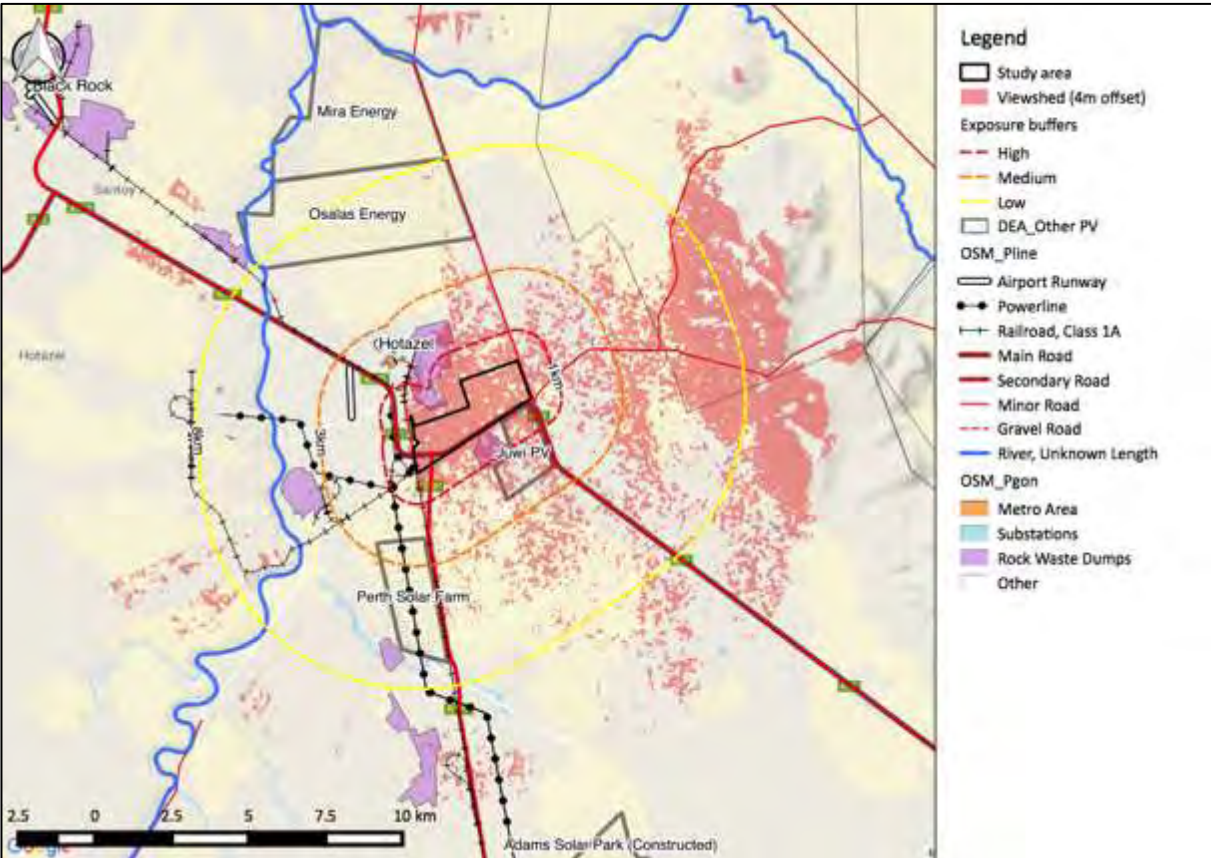 Black Rock
Santoy
Mira Energy
Osalas Energy
Hotazel
Hotazel
1km
3km
Juwi PV
Perth Solar Farm
Adams Solar Park (Constructed)
2.5 0 2.5 5 7.5 10 km
Legend
Study area
Viewshed (4m offset)
Exposure buffers
High
Medium
Low
DEA_Other PV
OSM_Pline
Airport Runway
Powerline
Railroad, Class 1A
Main Road
Secondary Road
Minor Road
Gravel Road
River, Unknown Length
OSM_Pgon
Metro Area
Substations
Rock Waste Dumps
Other